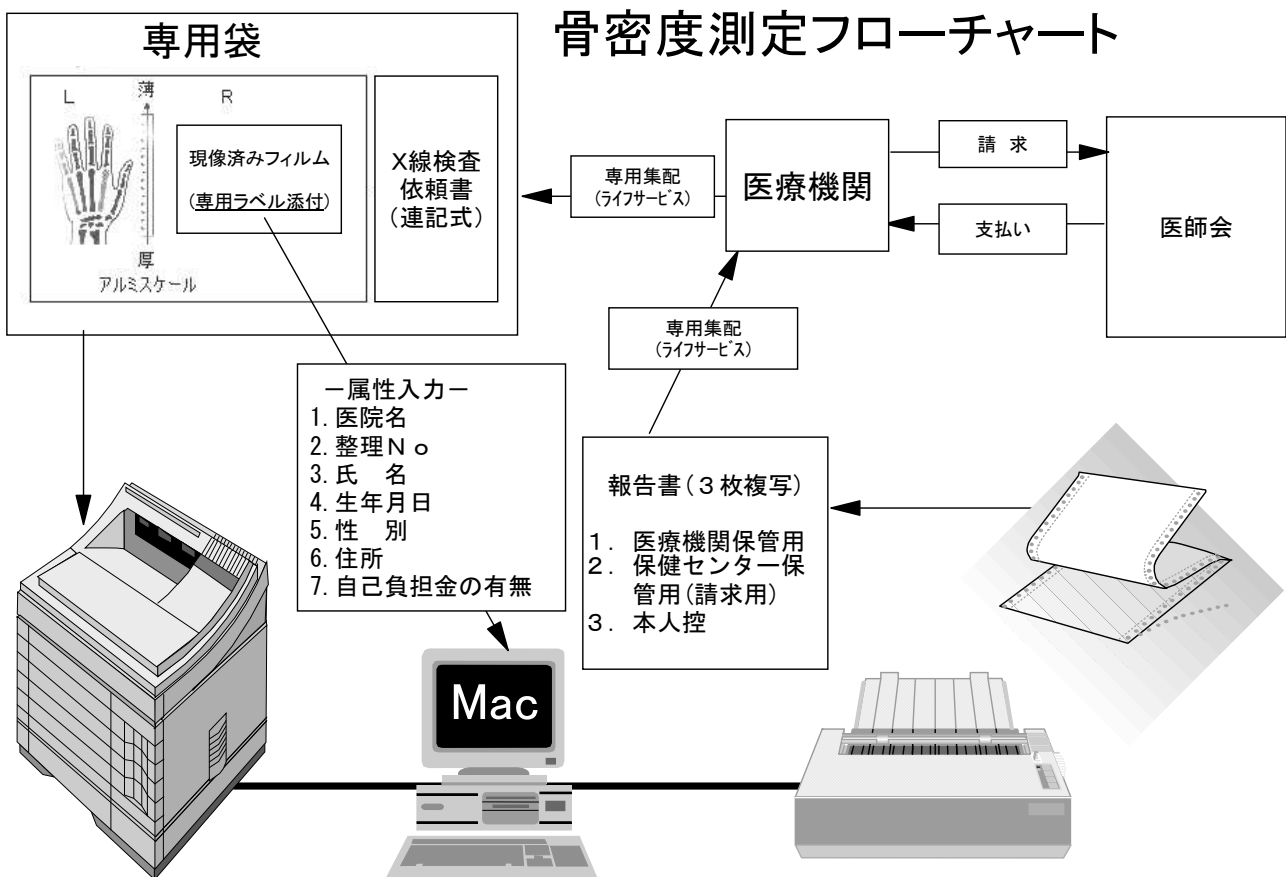 骨密度測定フローチャート
専用袋
L
薄
R
現像済みフィルム
(専用ラベル添付)
厚
アルミスケール
X線検査
依頼書
(連記式)
専用集配
(ライフサービス)
医療機関
請 求
支払い
医師会
専用集配
(ライフサービス)
－属性入力－
1. 医院名
2. 整理Ｎｏ
3. 氏　名
4. 生年月日
5. 性　別
6. 住所
7. 自己負担金の有無
報告書(３枚複写)
１．医療機関保管用
２．保健センター保
管用(請求用)
３．本人控
Mac